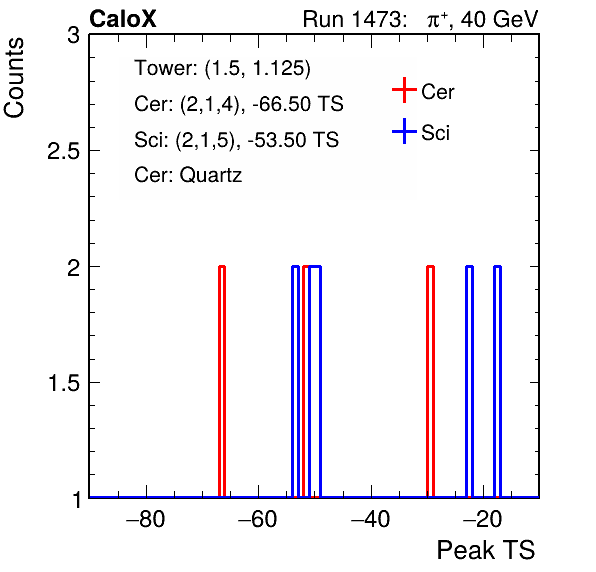 CaloX Run 1473: π⁺, 40 GeV
Counts
3
Tower: (1.5, 1.125)
Cer
Cer: (2,1,4), -66.50 TS
Sci
Sci: (2,1,5), -53.50 TS
2.5
Cer: Quartz
2
1.5
1
−80 −60 −40 −20
Peak TS